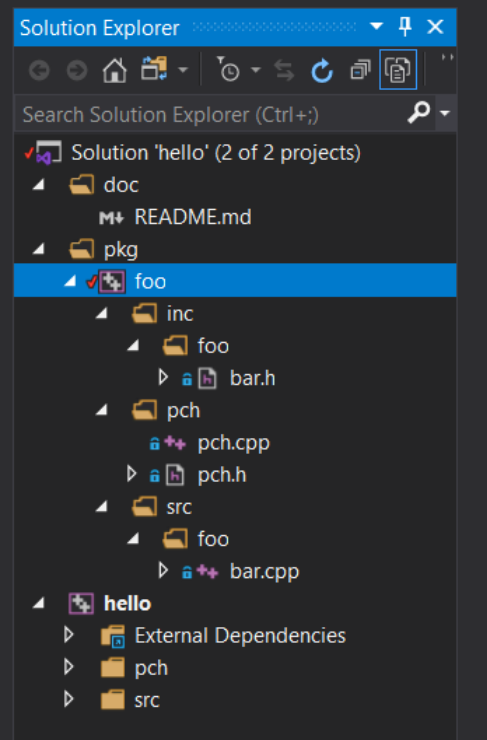 Solution Explorer
Search Solution Explorer (Ctrl+;)
Solution 'hello' (2 of 2 projects)
doc
M↓ README.md
pkg
foo
inc
foo
h bar.h
pch
pch.cpp
h pch.h
src
foo
bar.cpp
hello
External Dependencies
pch
src